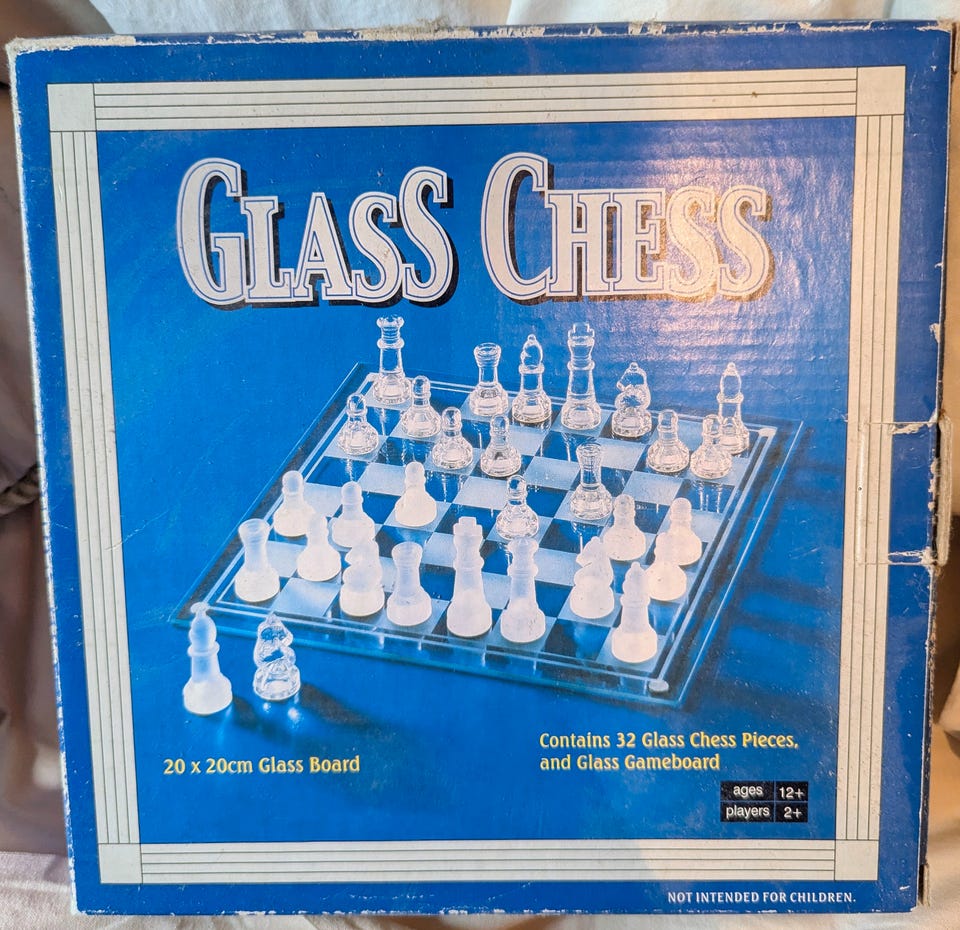 GLASS CHESS
20 x 20cm Glass Board
Contains 32 Glass Chess Pieces,
and Glass Gameboard
ages 12+
players 2+
NOT INTENDED FOR CHILDREN.